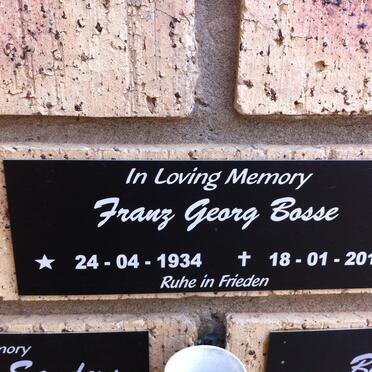 In Loving Memory
Franz Georg Bosse
★ 24 - 04 - 1934 ✝ 18 - 01 - 201
Ruhe in Frieden